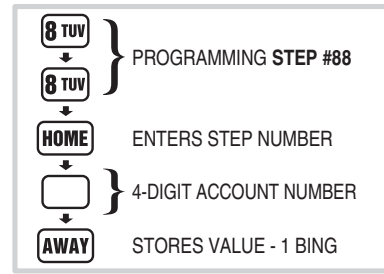 8 TUV
PROGRAMMING STEP #88
8 TUV
HOME ENTERS STEP NUMBER
4-DIGIT ACCOUNT NUMBER
AWAY STORES VALUE - 1 BING